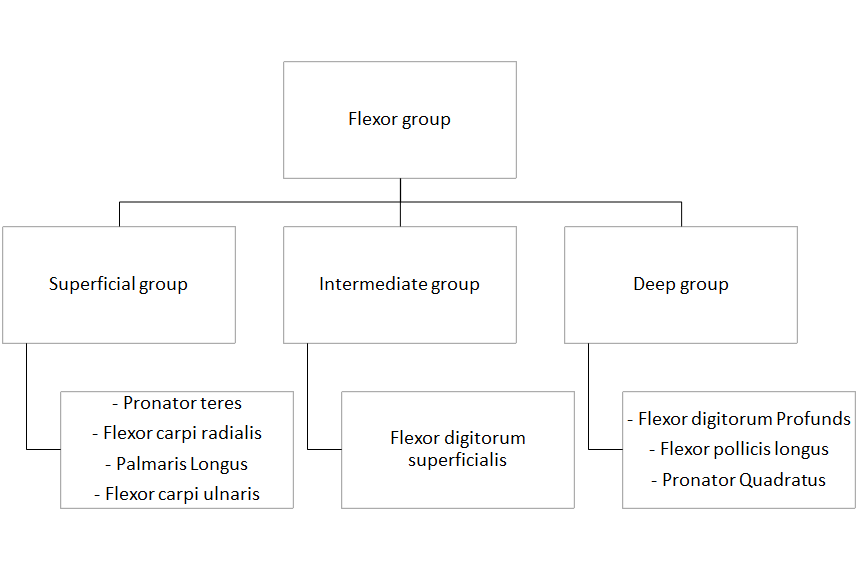 Flexor group
Superficial group
Intermediate group
Deep group
- Pronator teres
- Flexor carpi radialis
- Palmaris Longus
- Flexor carpi ulnaris
Flexor digitorum
superficialis
- Flexor digitorum Profunds
- Flexor pollicis longus
- Pronator Quadratus